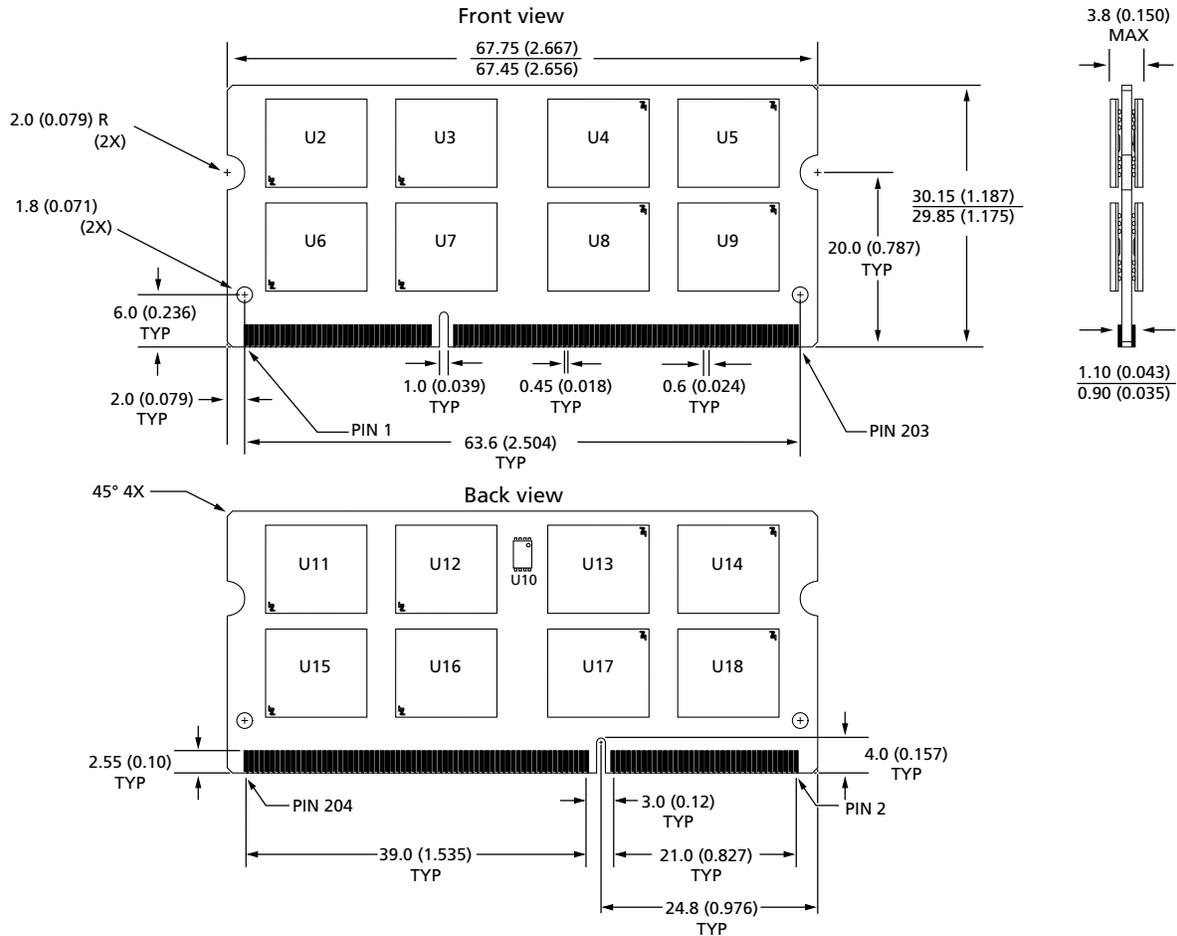 Front view
3.8 (0.150)
MAX
67.75 (2.667)
67.45 (2.656)
2.0 (0.079) R
(2X)
U2
U3
U4
U5
1.8 (0.071)
(2X)
30.15 (1.187)
29.85 (1.175)
U6
U7
U8
U9
20.0 (0.787)
TYP
6.0 (0.236)
TYP
1.0 (0.039)
TYP
0.45 (0.018)
TYP
0.6 (0.024)
TYP
1.10 (0.043)
0.90 (0.035)
2.0 (0.079)
TYP
PIN 1
PIN 203
63.6 (2.504)
TYP
45° 4X
Back view
U11
U12
U10
U13
U14
U15
U16
U17
U18
2.55 (0.10)
TYP
4.0 (0.157)
TYP
PIN 204
3.0 (0.12)
TYP
PIN 2
39.0 (1.535)
TYP
21.0 (0.827)
TYP
24.8 (0.976)
TYP